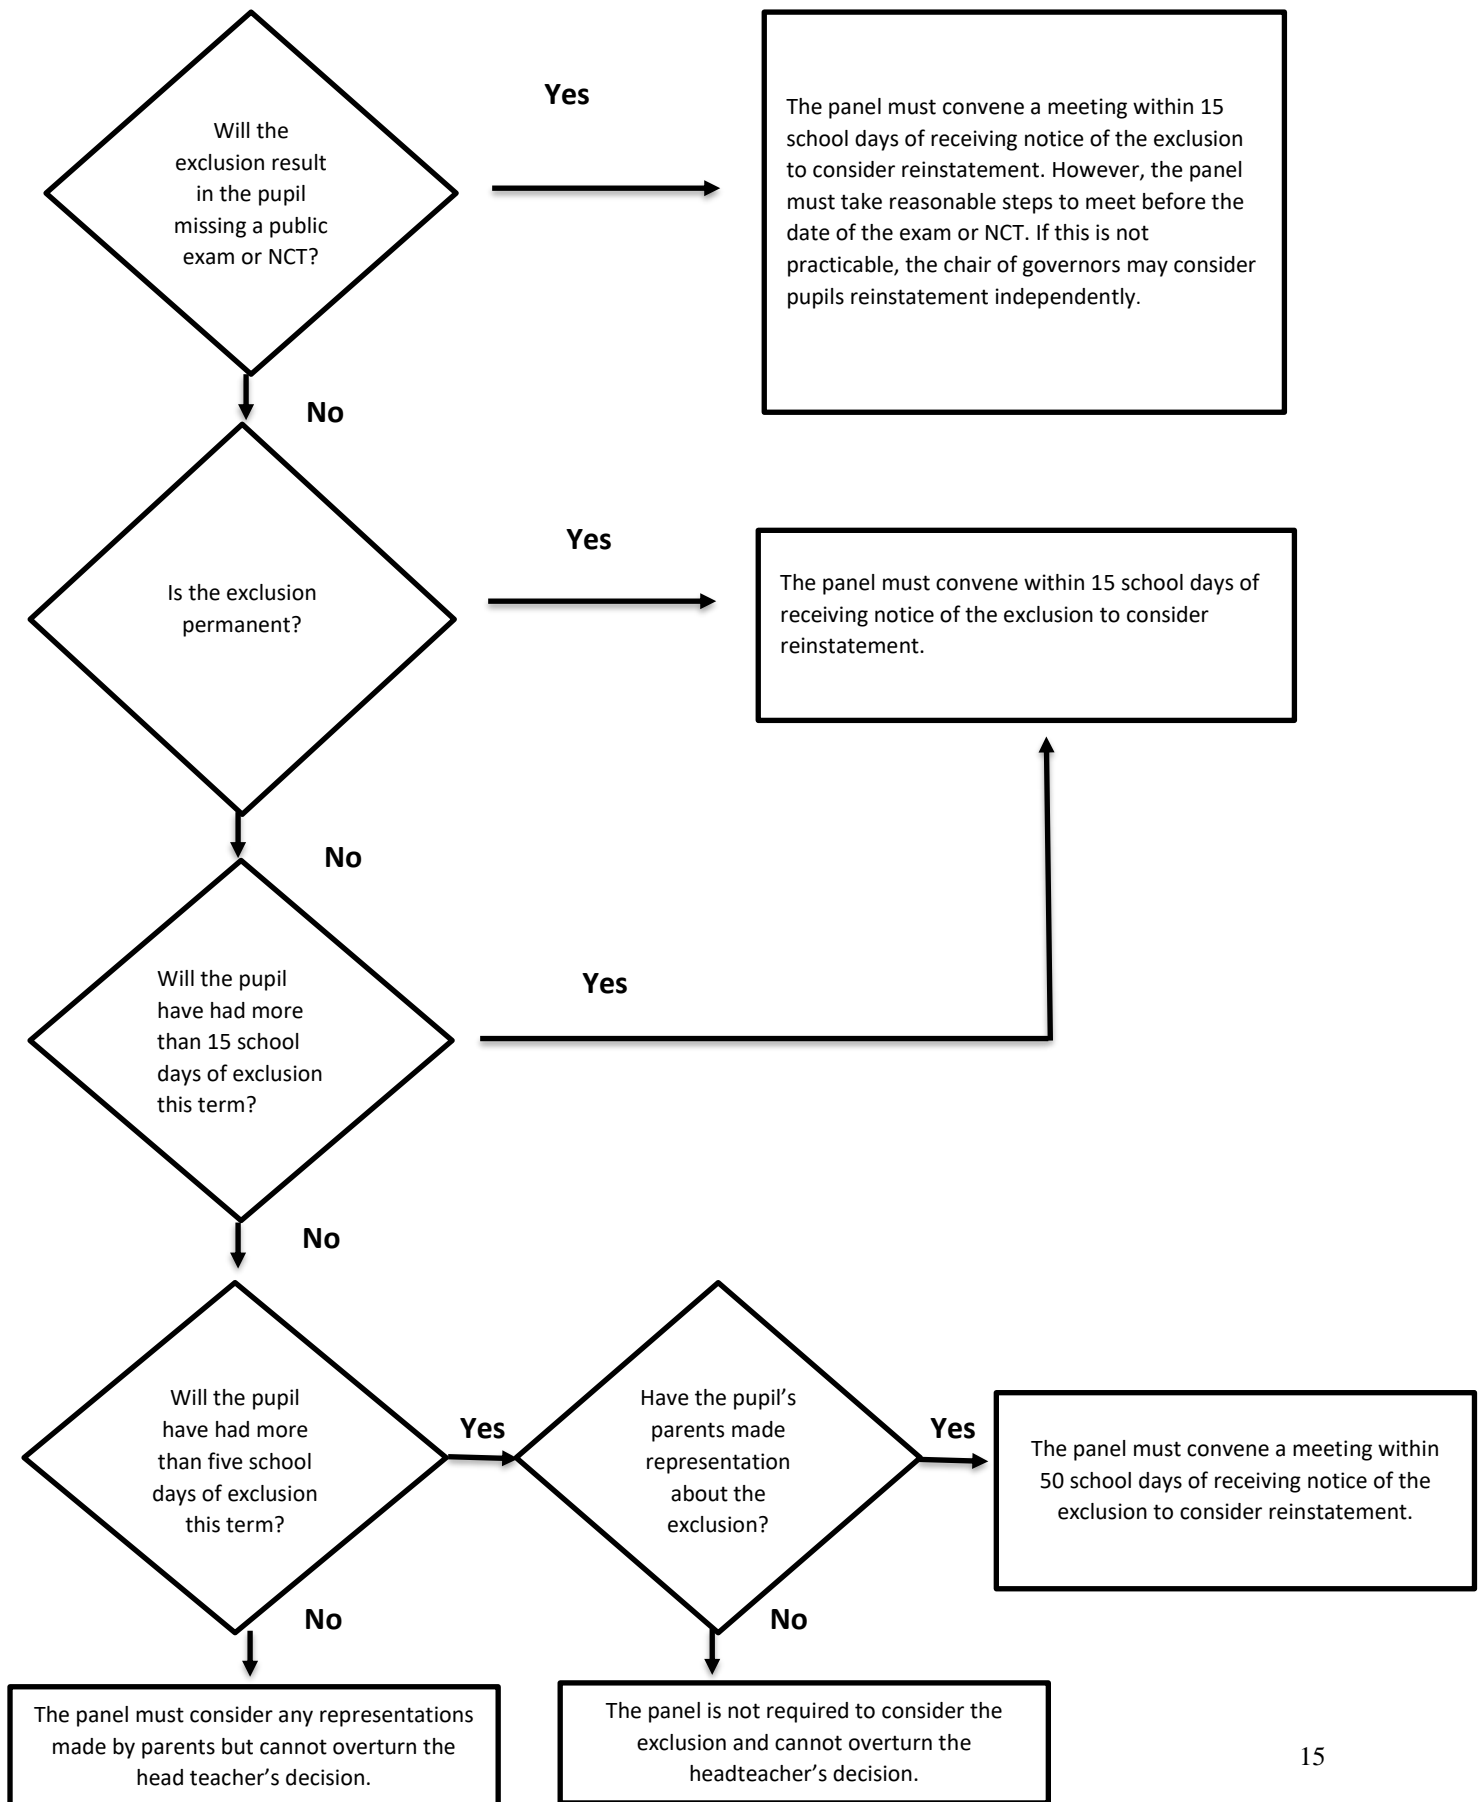 Will the
exclusion result
in the pupil
missing a public
exam or NCT?
Yes
The panel must convene a meeting within 15
school days of receiving notice of the exclusion
to consider reinstatement. However, the panel
must take reasonable steps to meet before the
date of the exam or NCT. If this is not
practicable, the chair of governors may consider
pupils reinstatement independently.
No
Is the exclusion
permanent?
Yes
The panel must convene within 15 school days of
receiving notice of the exclusion to consider
reinstatement.
No
Will the pupil
have had more
than 15 school
days of exclusion
this term?
Yes
No
Will the pupil
have had more
than five school
days of exclusion
this term?
Yes
Have the pupil’s
parents made
representation
about the
exclusion?
Yes
The panel must convene a meeting within
50 school days of receiving notice of the
exclusion to consider reinstatement.
No
No
The panel must consider any representations
made by parents but cannot overturn the
head teacher’s decision.
The panel is not required to consider the
exclusion and cannot overturn the
headteacher’s decision.
15